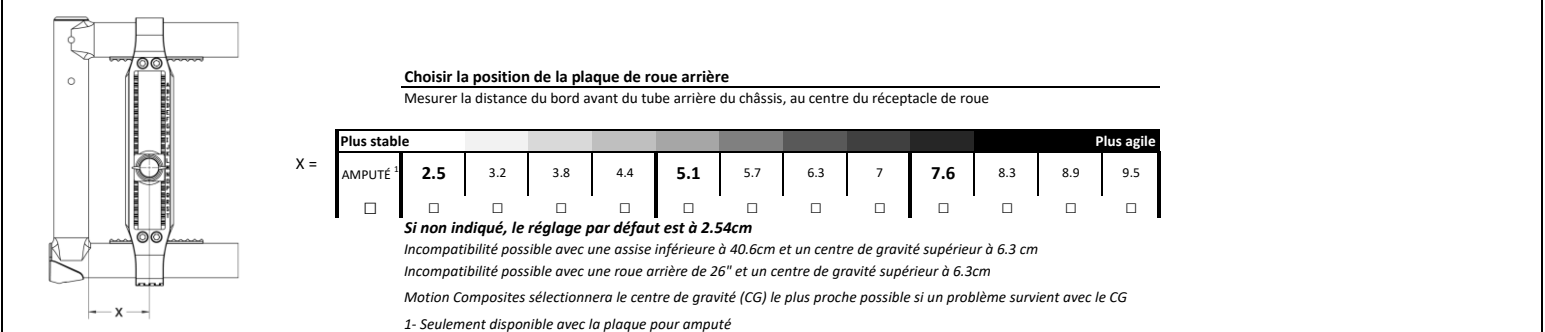 Choisir la position de la plaque de roue arrière
Mesurer la distance du bord avant du tube arrière du châssis, au centre du réceptacle de roue
Plus stable Plus agile
X = AMPUTÉ 1 2.5 3.2 3.8 4.4 5.1 5.7 6.3 7 7.6 8.3 8.9 9.5
□ □ □ □ □ □ □ □ □ □ □ □ □
Si non indiqué, le réglage par défaut est à 2.54cm
Incompatibilité possible avec une assise inférieure à 40.6cm et un centre de gravité supérieur à 6.3 cm
Incompatibilité possible avec une roue arrière de 26" et un centre de gravité supérieur à 6.3cm
Motion Composites sélectionnera le centre de gravité (CG) le plus proche possible si un problème survient avec le CG
X
1- Seulement disponible avec la plaque pour amputé